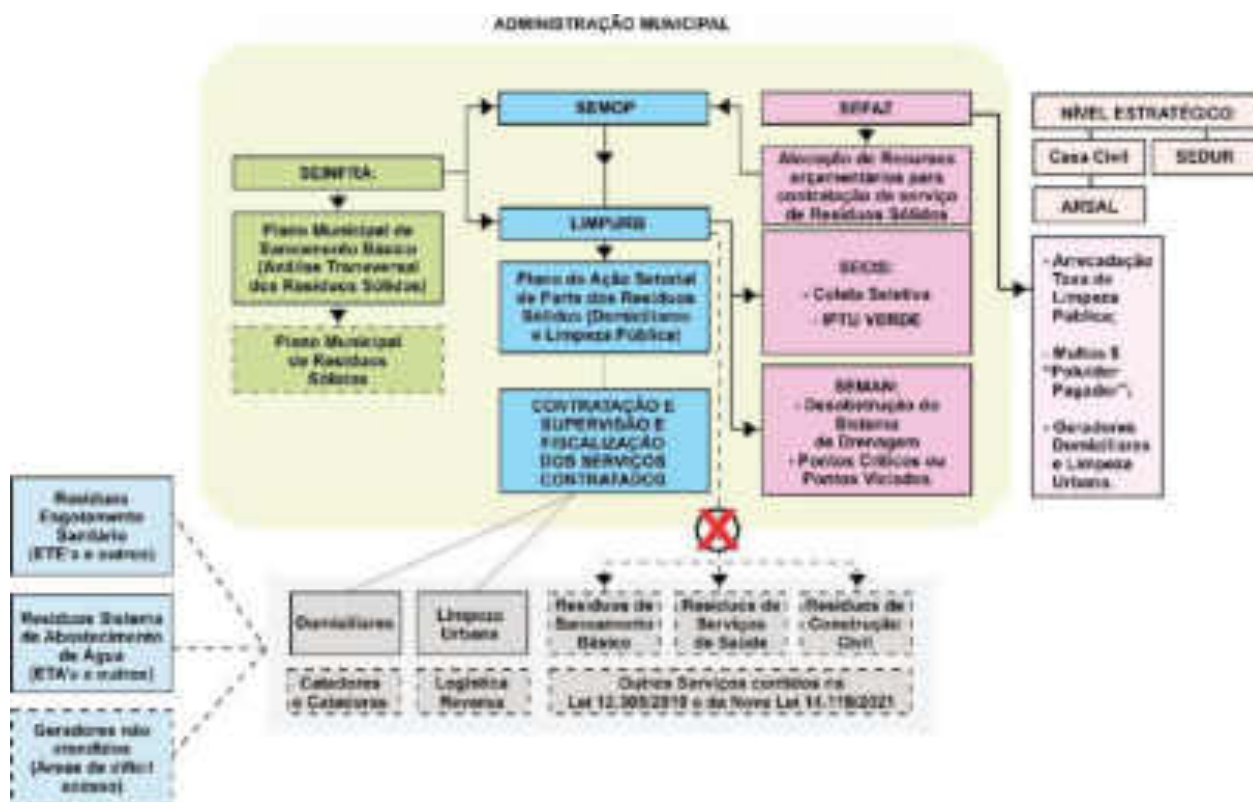 ADMINISTRAÇÃO MUNICIPAL
SEMOP
SEFAZ
NÍVEL ESTRATÉGICO
Casa Civil
SEDUR
ARSAL
SEINFRA:
Alocação de Recursos
orçamentários para
contratação de serviço
de Resíduos Sólidos
Plano Municipal de
Saneamento Básico
(Análise Transversal
dos Resíduos Sólidos)
Plano Municipal
de Resíduos
Sólidos
LIMPURB
Plano de Ação Setorial
de Parte dos Resíduos
Sólidos (Domiciliares
e Limpeza Pública)
CONTRATAÇÃO E
SUPERVISÃO E
FISCALIZAÇÃO
DOS SERVIÇOS
CONTRATADOS
SECIS:
- Coleta Seletiva
- IPTU VERDE
SEMAN:
- Desobstrução do
Sistema
de Drenagem
- Pontos Críticos ou
Pontos Viciados
- Arrecadação
Taxa de
Limpeza
Pública;
- Multas $
"Poluidor
Pagador";
- Geradores
Domiciliares
e Limpeza
Urbana
Resíduos
Esgotamento
Sanitário
(ETE's e outros)
Resíduos Sistema
de Abastecimento
de Água
(ETA's e outros)
Geradores não
atendidos
(Áreas de difícil
acesso)
Domiciliares
Limpeza
Urbana
Resíduos de
Saneamento
Básico
Resíduos de
Serviços
de Saúde
Resíduos de
Construção
Civil
Catadores
e Catadoras
Logística
Reversa
Outros Serviços contidos na
Lei 12.305/2010 e da Nova Lei